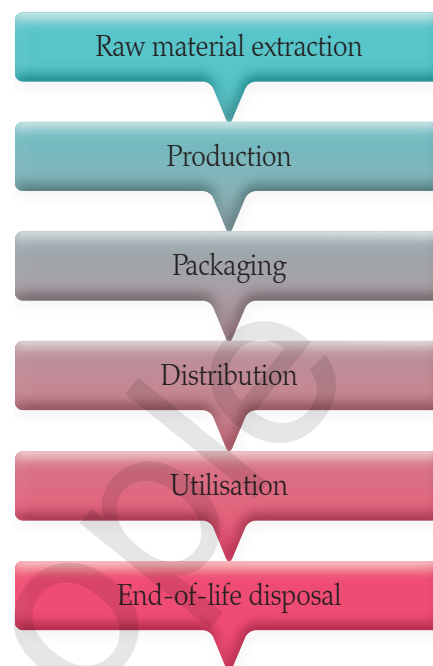 Raw material extraction
Production
Packaging
Distribution
Utilisation
End-of-life disposal